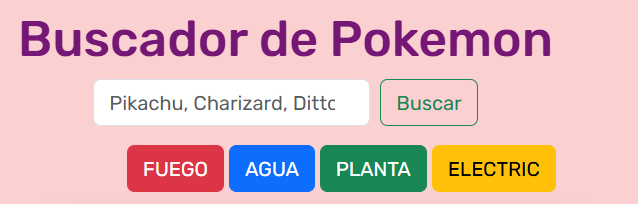 Buscador de Pokemon
Pikachu, Charizard, Ditto Buscar
FUEGO AGUA PLANTA ELECTRIC